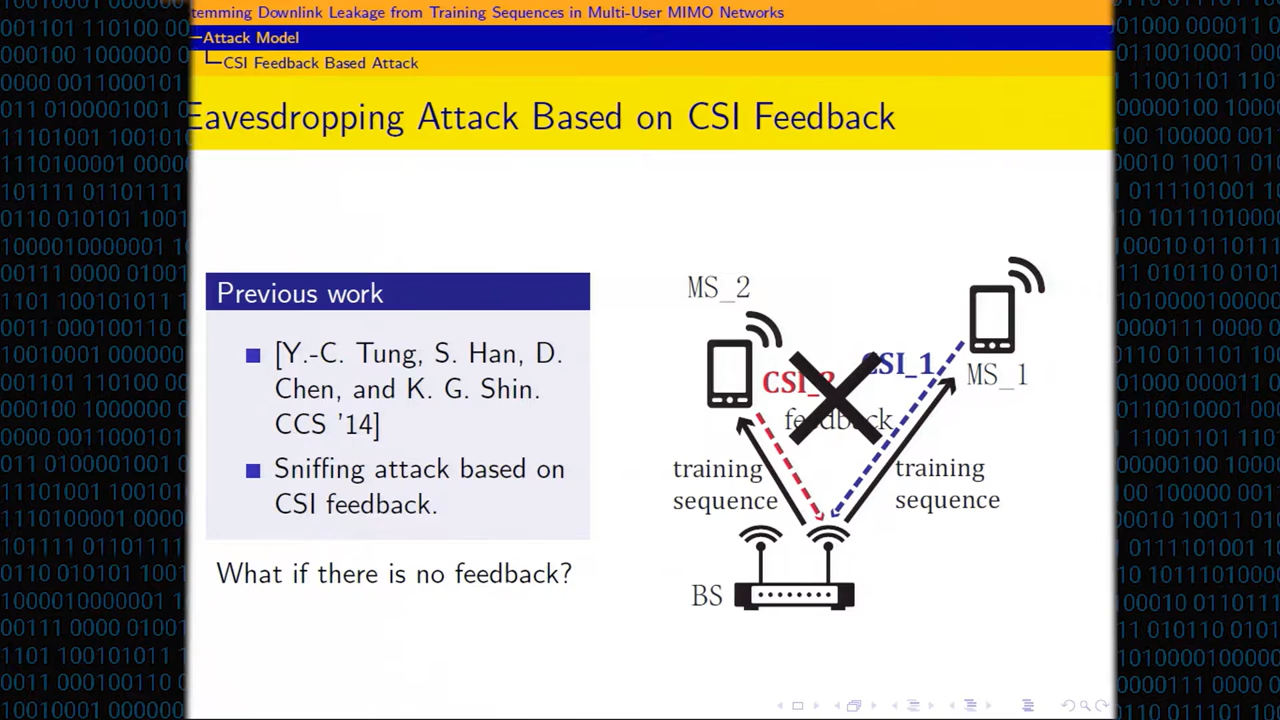 temming Downlink Leakage from Training Sequences in Multi-User MIMO Networks
Attack Model
CSI Feedback Based Attack
Eavesdropping Attack Based on CSI Feedback
Previous work
[Y.-C. Tung, S. Han, D.
Chen, and K. G. Shin.
CCS '14]
Sniffing attack based on
CSI feedback.
What if there is no feedback?
MS_2
MS_1
CSI_2
CSI_1
feedback
training
sequence
training
sequence
BS